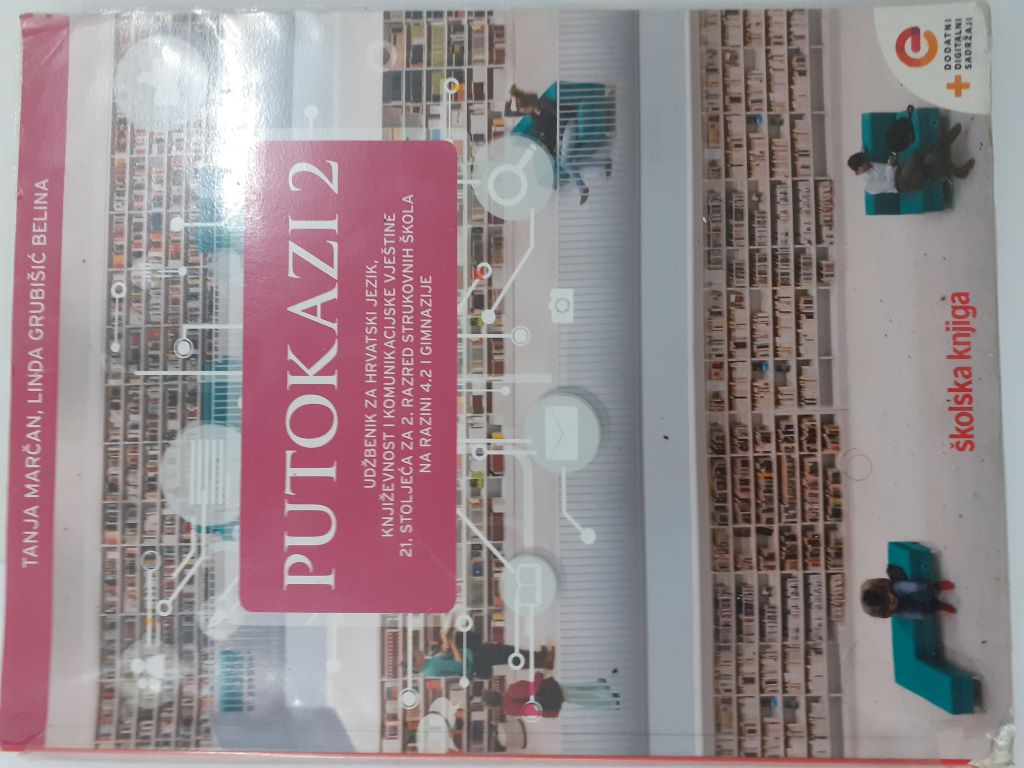 TANJA MARČAN, LINDA GRUBIŠIĆ BELINA
PUTOKAZI 2
UDŽBENIK ZA HRVATSKI JEZIK,
KNJIŽEVNOST I KOMUNIKACIJSKE VJEŠTINE
21. STOLJEĆA ZA 2. RAZRED STRUKOVNIH ŠKOLA
NA RAZINI 4.2 I GIMNAZIJE
školska knjiga
e
+ DODATNI
DIGITALNI
SADRŽAJI